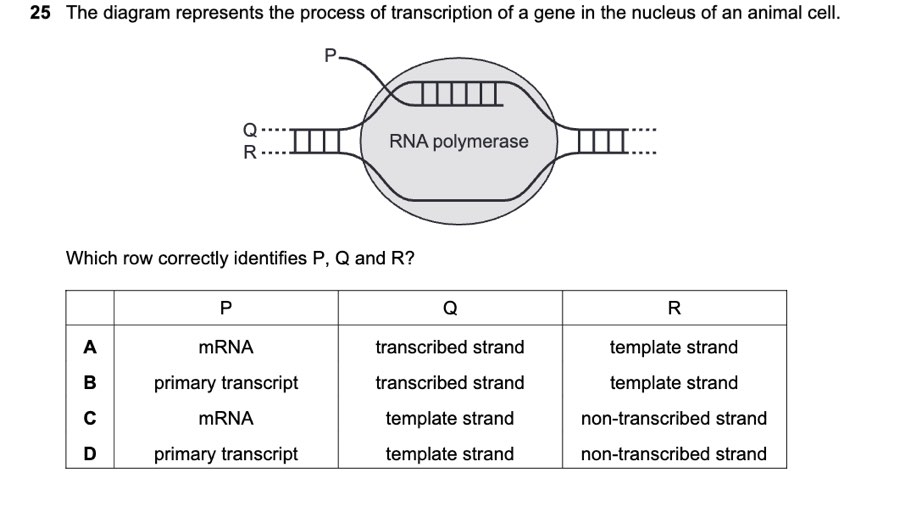 25 The diagram represents the process of transcription of a gene in the nucleus of an animal cell.
P
Q
R
RNA polymerase
Which row correctly identifies P, Q and R?
P Q R
A mRNA transcribed strand template strand
B primary transcript transcribed strand template strand
C mRNA template strand non-transcribed strand
D primary transcript template strand non-transcribed strand